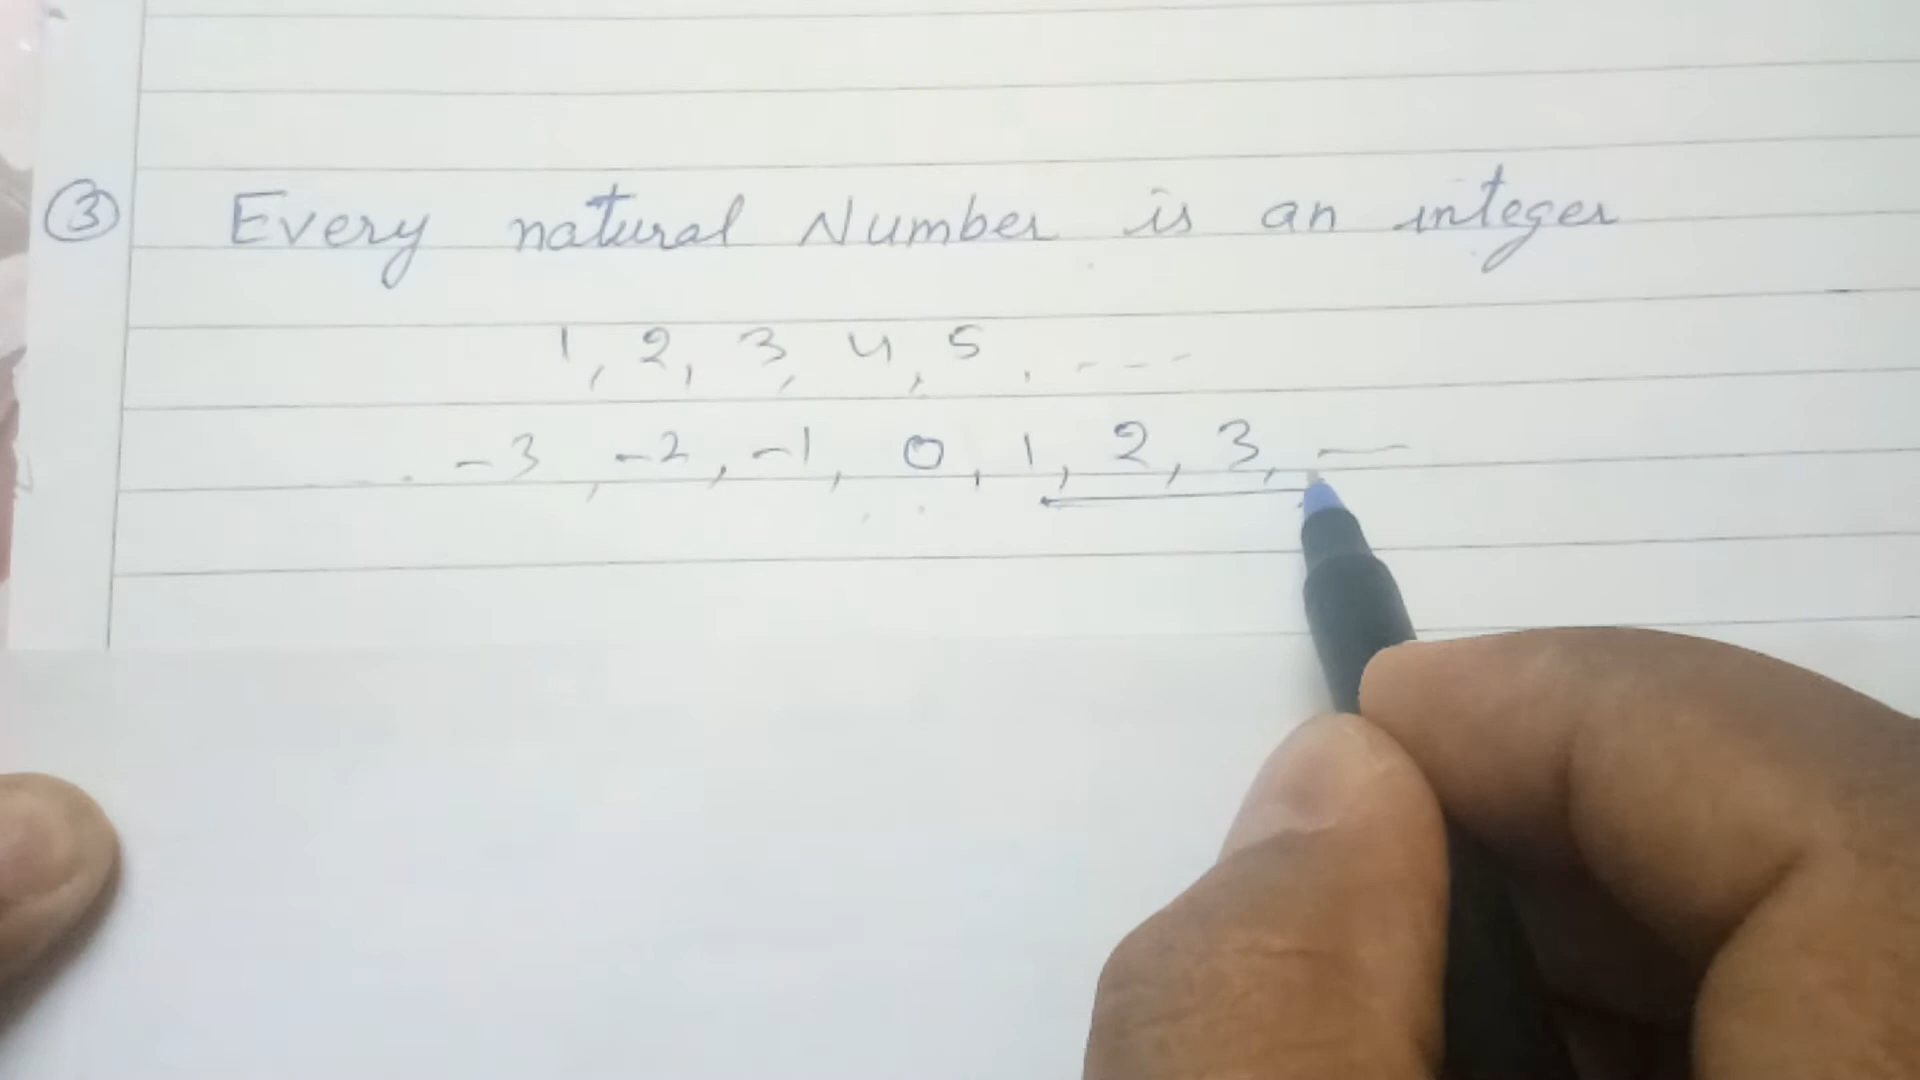 ③ Every natural Number is an integer
1, 2, 3, 4, 5, - - -
. -3, -2, -1, 0, 1, 2, 3, —